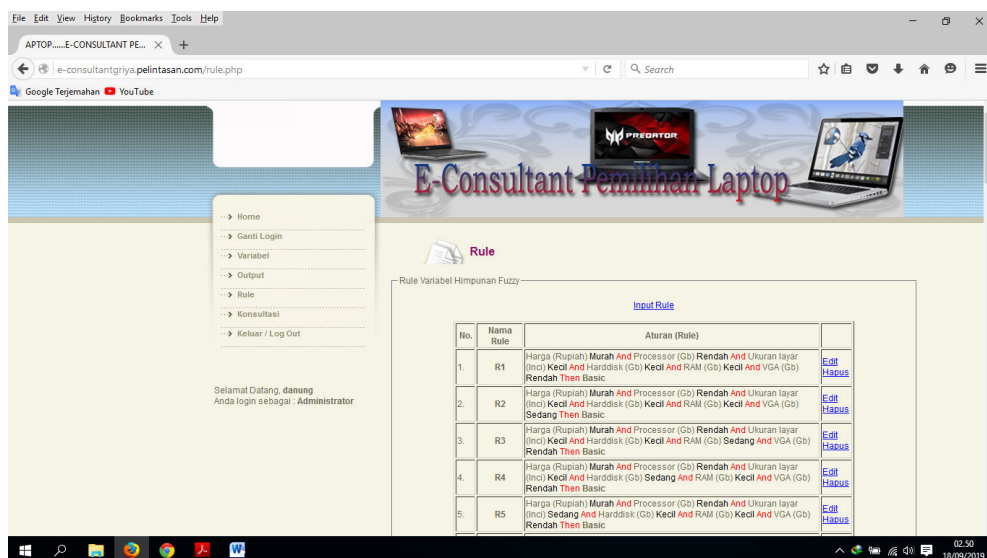 File Edit View History Bookmarks Tools Help
APTOP......E-CONSULTANT PE...
e-consultantgriya.pelintasan.com/rule.php
Search
Google Terjemahan YouTube
PREDATOR
E-Consultant Pemilihan Laptop
Home
Ganti Login
Variabel
Output
Rule
Konsultasi
Keluar / Log Out
Selamat Datang, danung
Anda login sebagai : Administrator
Rule
Rule Variabel Himpunan Fuzzy
Input Rule
No. Nama Rule Aturan (Rule)
1. R1 Harga (Rupiah) Murah And Processor (Gb) Rendah And Ukuran layar
(Inci) Kecil And Harddisk (Gb) Kecil And RAM (Gb) Kecil And VGA (Gb)
Rendah Then Basic
Edit
Hapus
2. R2 Harga (Rupiah) Murah And Processor (Gb) Rendah And Ukuran layar
(Inci) Kecil And Harddisk (Gb) Kecil And RAM (Gb) Kecil And VGA (Gb)
Sedang Then Basic
Edit
Hapus
3. R3 Harga (Rupiah) Murah And Processor (Gb) Rendah And Ukuran layar
(Inci) Kecil And Harddisk (Gb) Kecil And RAM (Gb) Sedang And VGA (Gb)
Rendah Then Basic
Edit
Hapus
4. R4 Harga (Rupiah) Murah And Processor (Gb) Rendah And Ukuran layar
(Inci) Kecil And Harddisk (Gb) Sedang And RAM (Gb) Kecil And VGA (Gb)
Rendah Then Basic
Edit
Hapus
5. R5 Harga (Rupiah) Murah And Processor (Gb) Rendah And Ukuran layar
(Inci) Sedang And Harddisk (Gb) Kecil And RAM (Gb) Kecil And VGA (Gb)
Rendah Then Basic
Edit
Hapus
02.50
18/09/2019